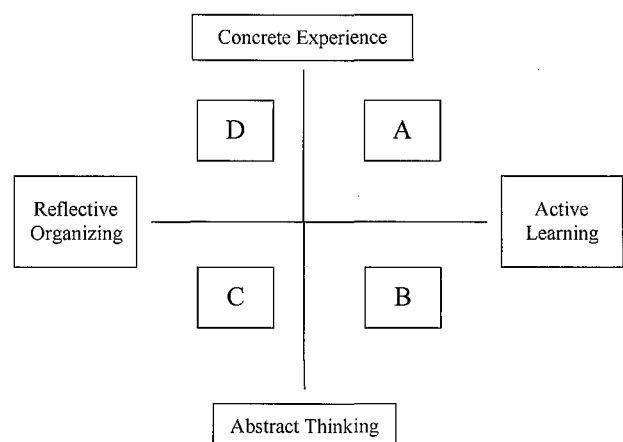 Concrete Experience
D
A
Reflective
Organizing
Active
Learning
C
B
Abstract Thinking